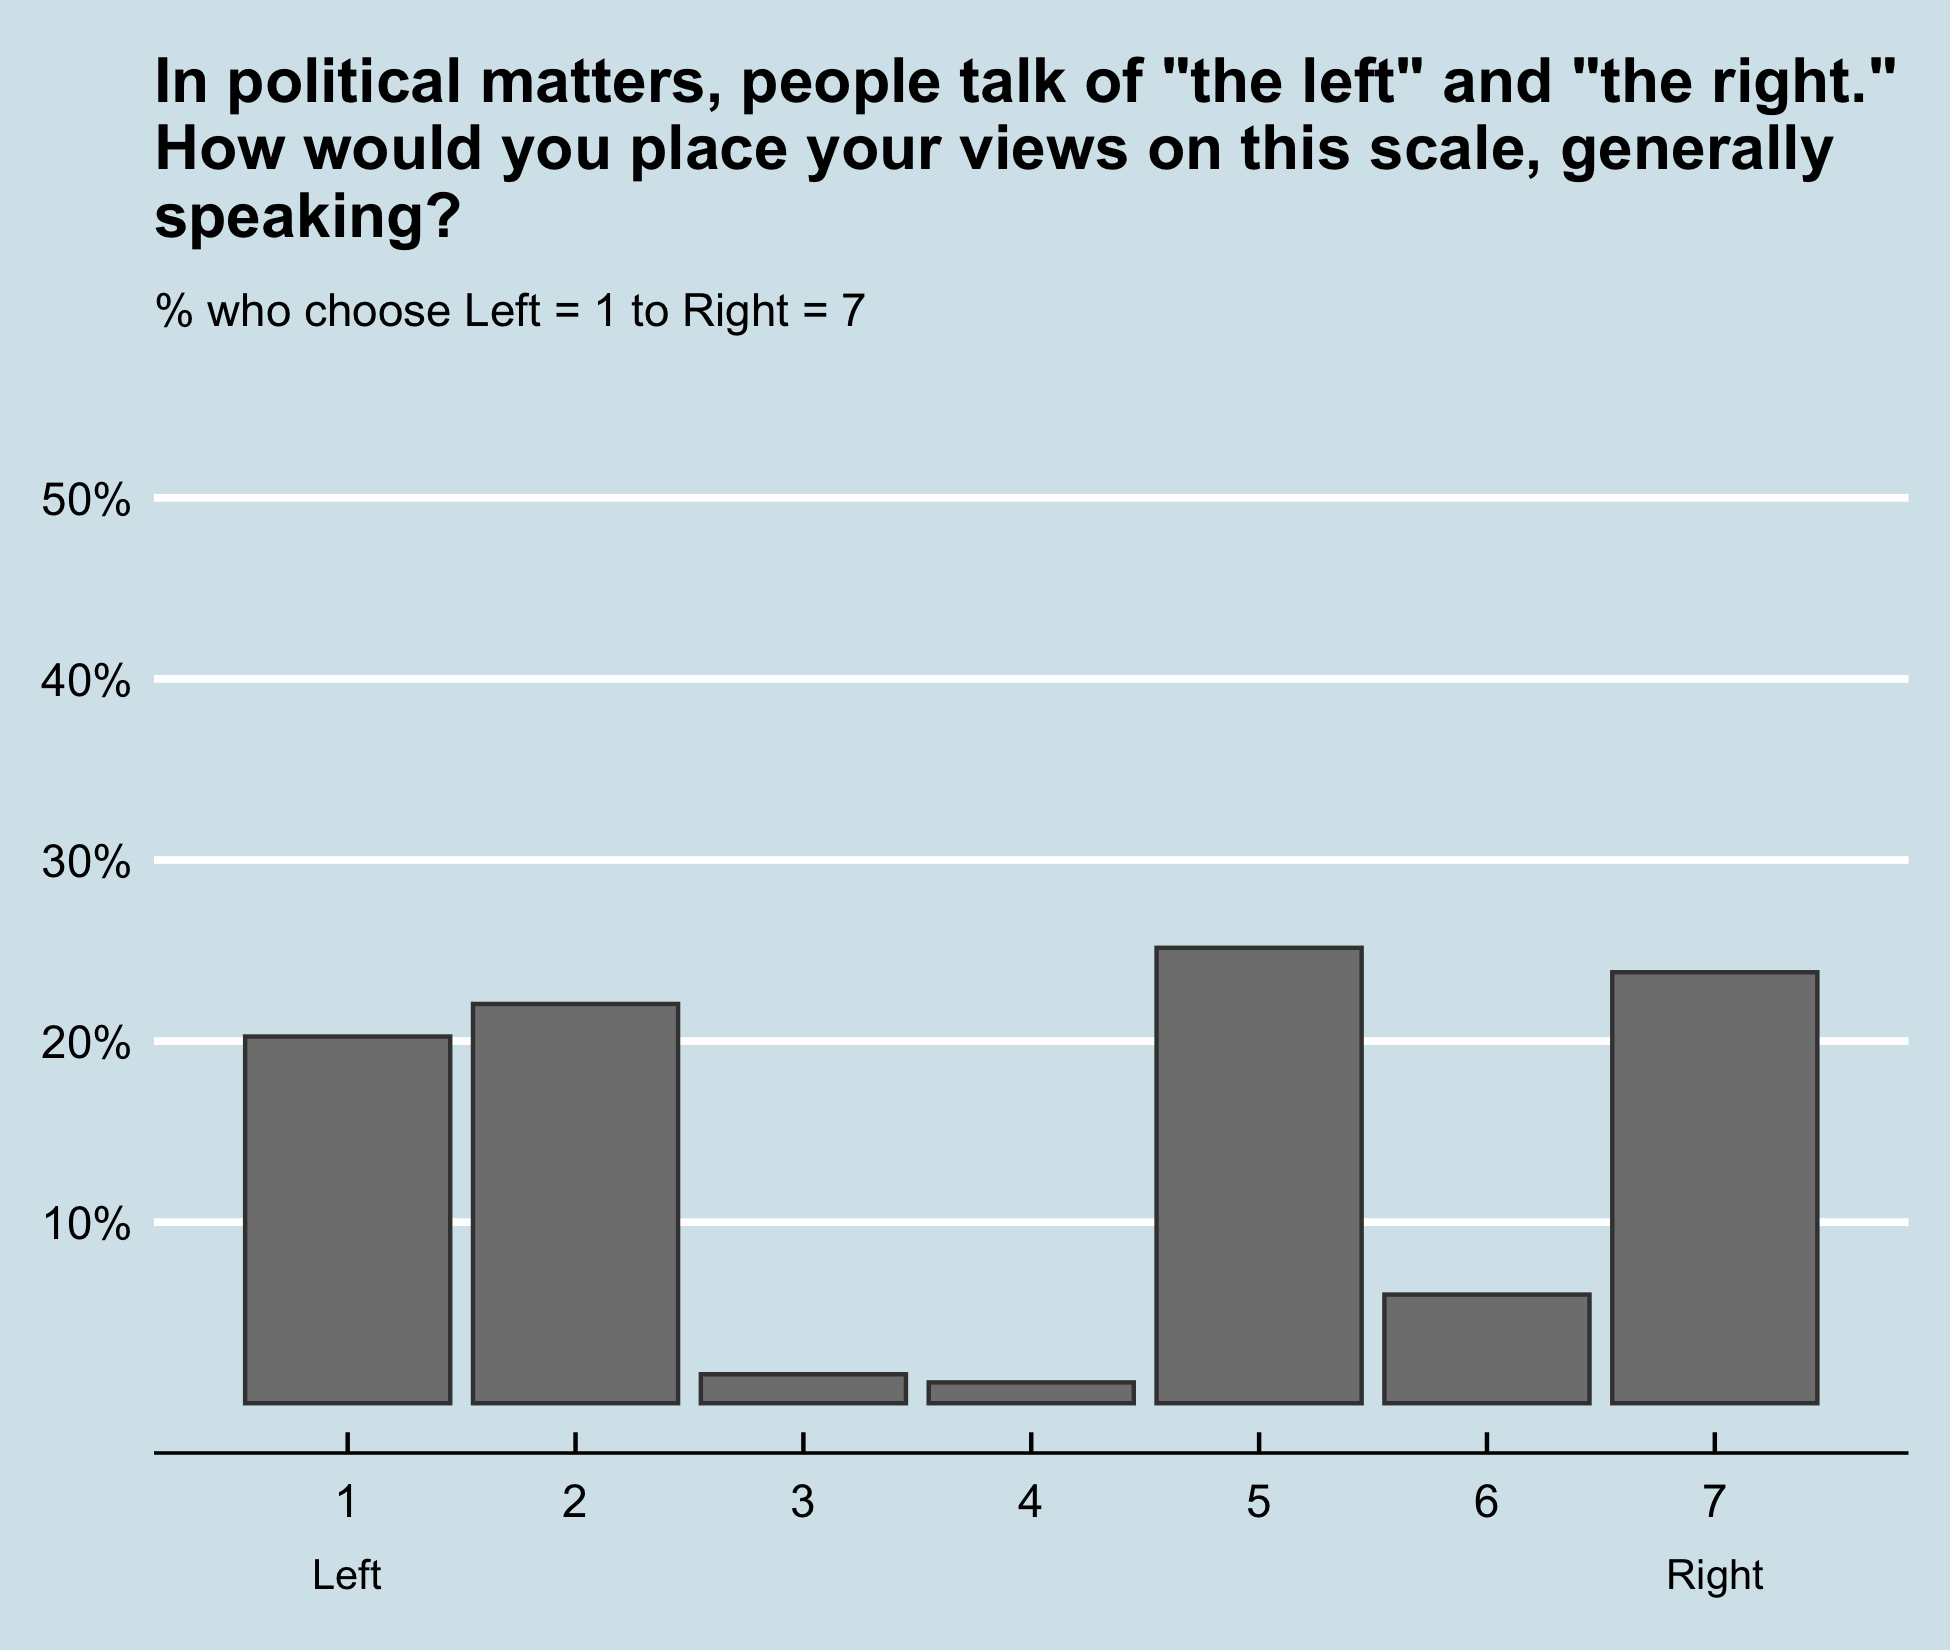 In political matters, people talk of "the left" and "the right."
How would you place your views on this scale, generally
speaking?
% who choose Left = 1 to Right = 7
50%
40%
30%
20%
10%
1 2 3 4 5 6 7
Left Right